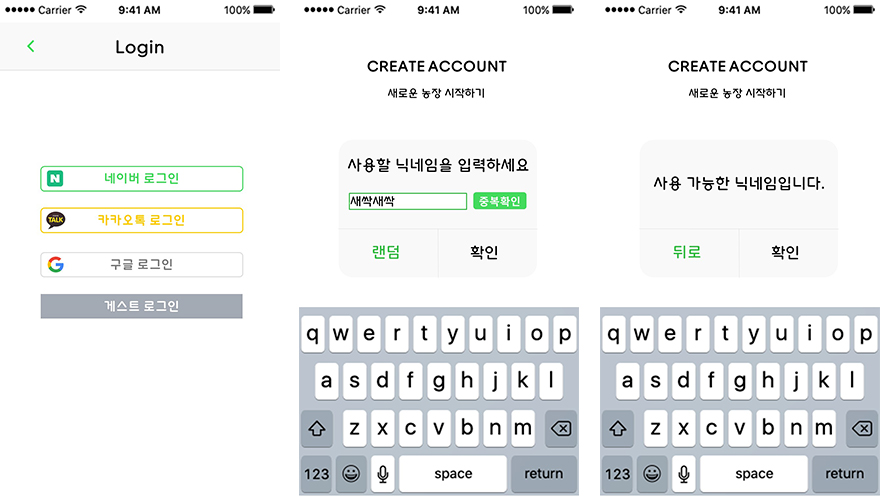 Carrier 9:41 AM 100%
Login
네이버 로그인
TALK 카카오톡 로그인
구글 로그인
게스트 로그인
Carrier 9:41 AM 100%
CREATE ACCOUNT
새로운 농장 시작하기
사용할 닉네임을 입력하세요
새싹새싹 중복확인
랜덤 확인
q w e r t y u i o p
a s d f g h j k l
z x c v b n m
123 space return
Carrier 9:41 AM 100%
CREATE ACCOUNT
새로운 농장 시작하기
사용 가능한 닉네임입니다.
뒤로 확인
q w e r t y u i o p
a s d f g h j k l
z x c v b n m
123 space return